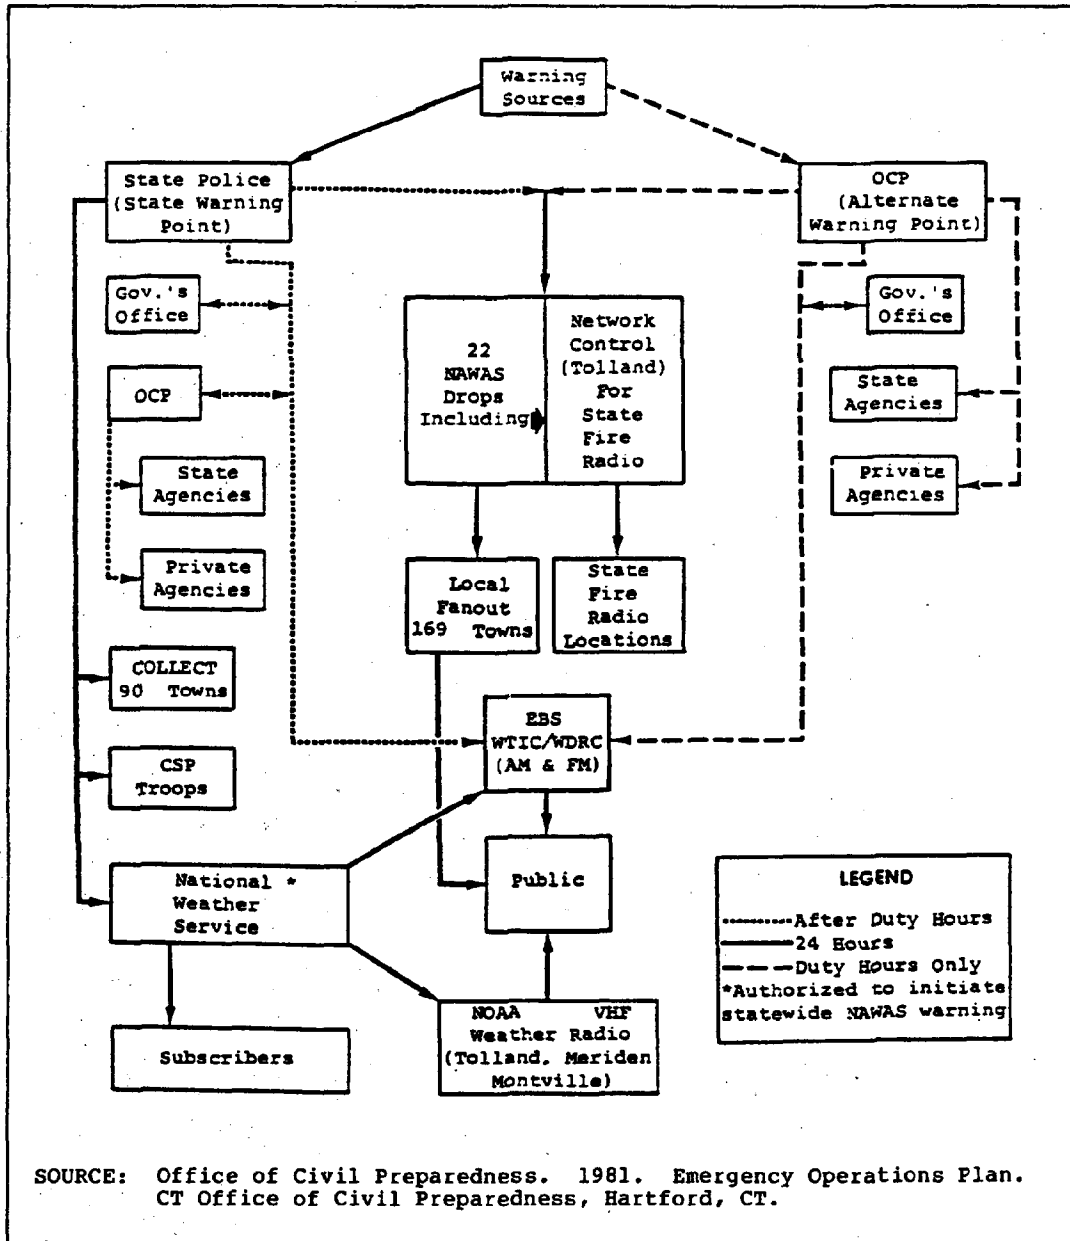 Warning
Sources
State Police
(State Warning
Point)
OCP
(Alternate
Warning Point)
Gov.'s
Office
OCP
State
Agencies
Private
Agencies
COLLECT
90 Towns
CSP
Troops
22
NAWAS
Drops
Including
Network
Control
(Tolland)
For
State
Fire
Radio
Gov.'s
Office
State
Agencies
Private
Agencies
Local
Fanout
169 Towns
State
Fire
Radio
Locations
EBS
WTIC/WDRC
(AM & FM)
Public
National *
Weather
Service
Subscribers
NOAA VHF
Weather Radio
(Tolland, Meriden
Montville)
LEGEND
After Duty Hours
24 Hours
Duty Hours Only
*Authorized to initiate
statewide NAWAS warning
SOURCE: Office of Civil Preparedness. 1981. Emergency Operations Plan.
CT Office of Civil Preparedness, Hartford, CT.